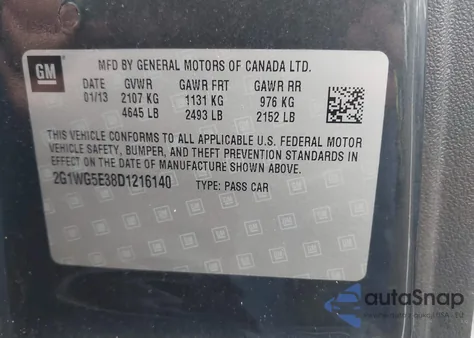 GM
MFD BY GENERAL MOTORS OF CANADA LTD.
DATE GVWR GAWR FRT GAWR RR
01/13 2107 KG 1131 KG 976 KG
4645 LB 2493 LB 2152 LB
THIS VEHICLE CONFORMS TO ALL APPLICABLE U.S. FEDERAL MOTOR
VEHICLE SAFETY, BUMPER, AND THEFT PREVENTION STANDARDS IN
EFFECT ON THE DATE OF MANUFACTURE SHOWN ABOVE.
2G1WG5E38D1216140 TYPE: PASS CAR
autoSnap